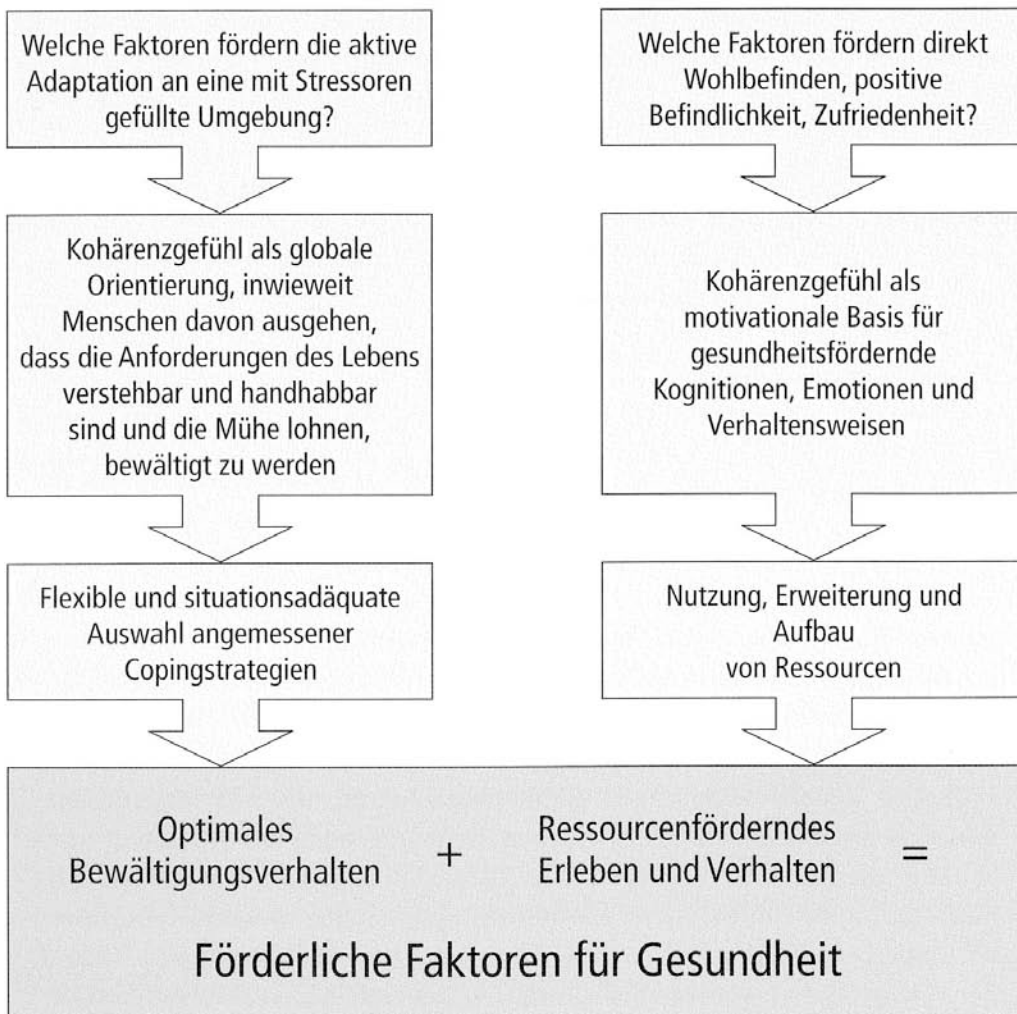 Welche Faktoren fördern die aktive
Adaptation an eine mit Stressoren
gefüllte Umgebung?
Kohärenzgefühl als globale
Orientierung, inwieweit
Menschen davon ausgehen,
dass die Anforderungen des Lebens
verstehbar und handhabbar
sind und die Mühe lohnen,
bewältigt zu werden
Flexible und situationsadäquate
Auswahl angemessener
Copingstrategien
Welche Faktoren fördern direkt
Wohlbefinden, positive
Befindlichkeit, Zufriedenheit?
Kohärenzgefühl als
motivationale Basis für
gesundheitsfördernde
Kognitionen, Emotionen und
Verhaltensweisen
Nutzung, Erweiterung und
Aufbau
von Ressourcen
Optimales
Bewältigungsverhalten
+
Ressourcenförderndes
Erleben und Verhalten
=
Förderliche Faktoren für Gesundheit